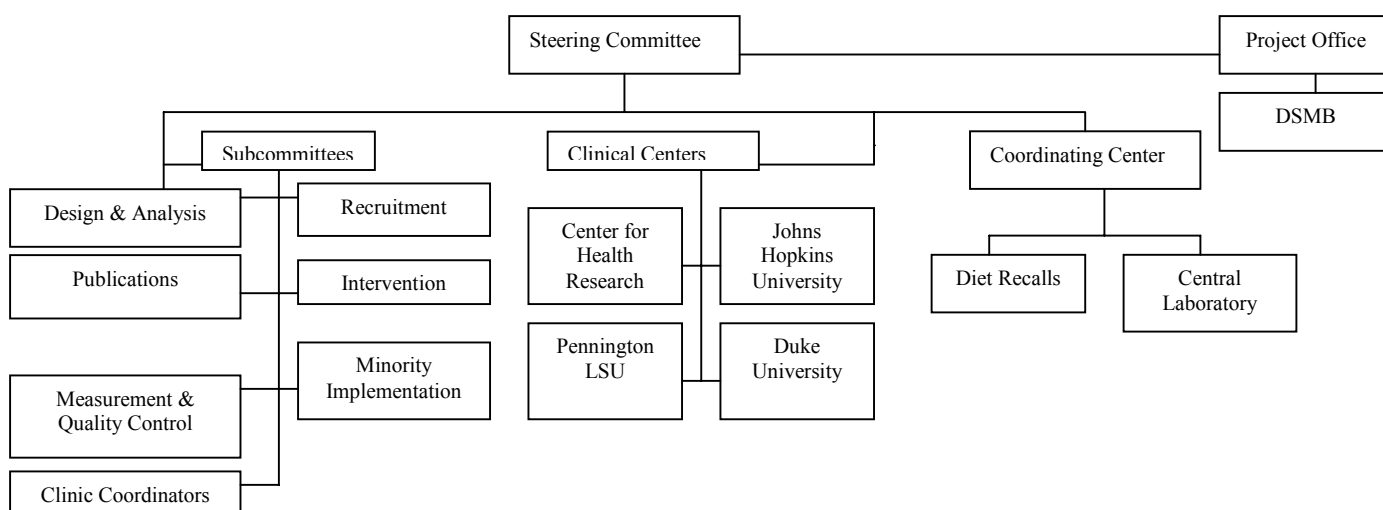 Steering Committee
Project Office
DSMB
Subcommittees
Clinical Centers
Coordinating Center
Design & Analysis
Recruitment
Publications
Intervention
Minority
Implementation
Measurement &
Quality Control
Clinic Coordinators
Center for
Health
Research
Johns
Hopkins
University
Pennington
LSU
Duke
University
Diet Recalls
Central
Laboratory